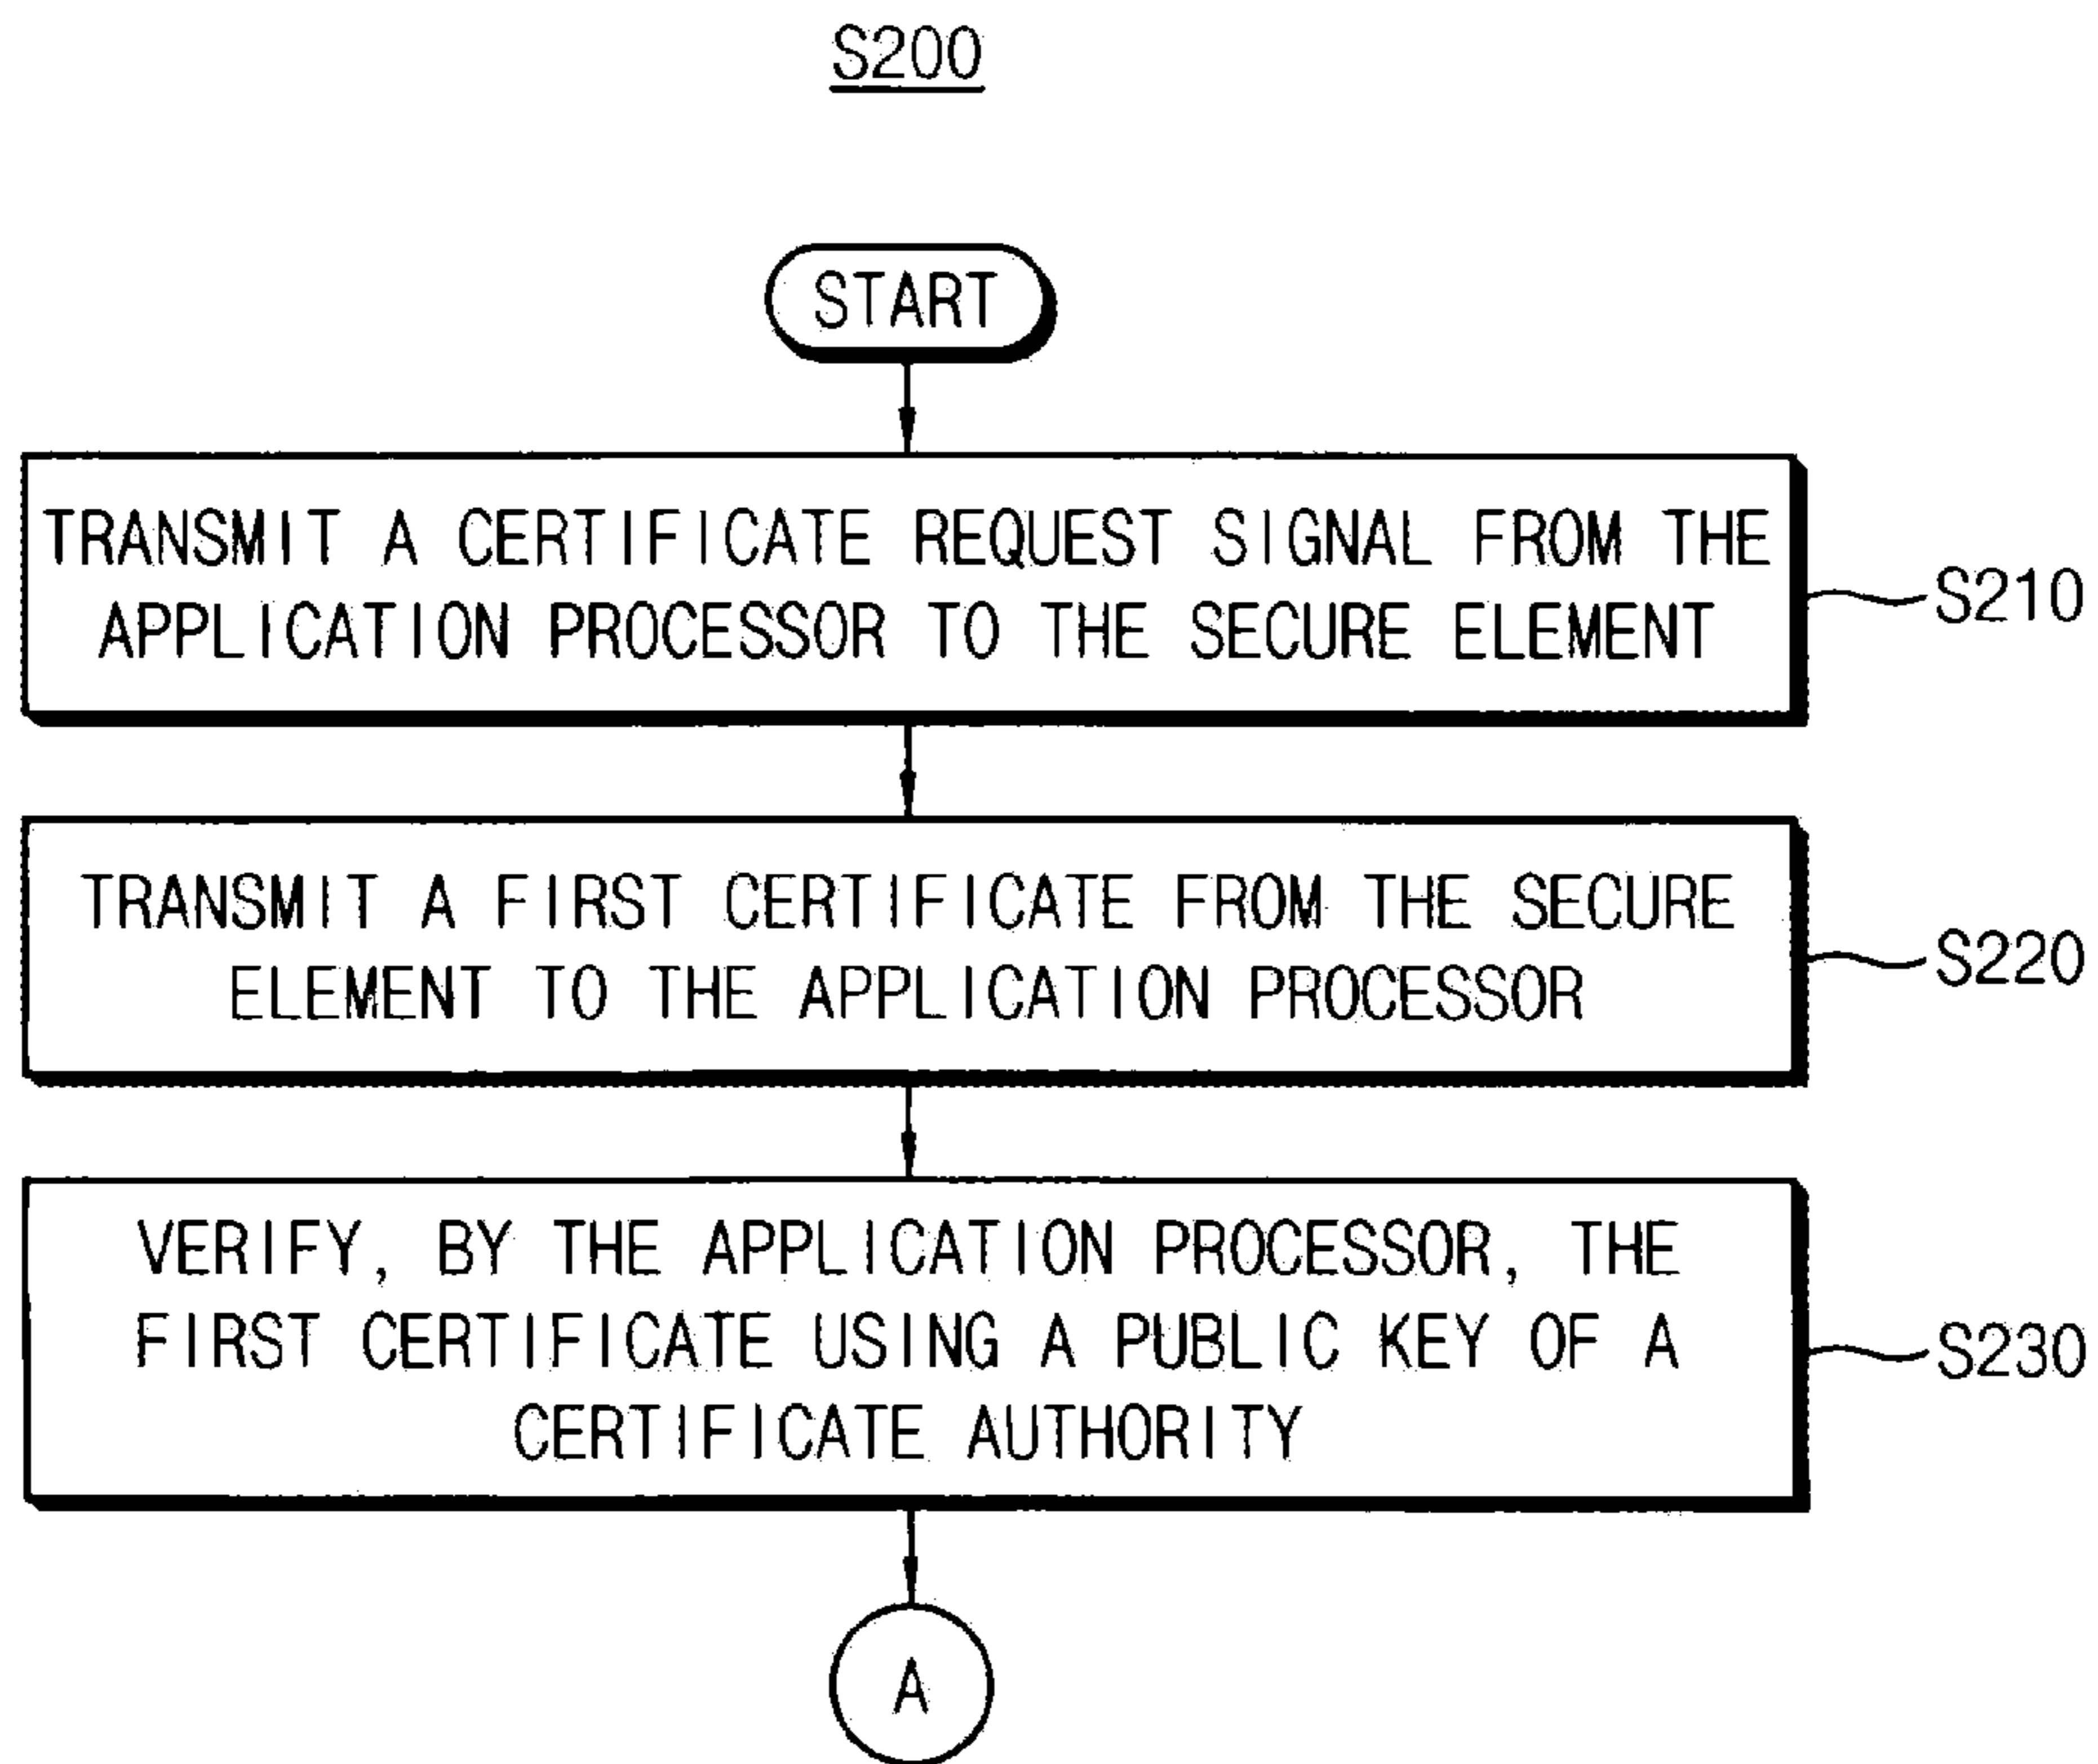 S200
START
TRANSMIT A CERTIFICATE REQUEST SIGNAL FROM THE
APPLICATION PROCESSOR TO THE SECURE ELEMENT
S210
TRANSMIT A FIRST CERTIFICATE FROM THE SECURE
ELEMENT TO THE APPLICATION PROCESSOR
S220
VERIFY, BY THE APPLICATION PROCESSOR, THE
FIRST CERTIFICATE USING A PUBLIC KEY OF A
CERTIFICATE AUTHORITY
S230
A